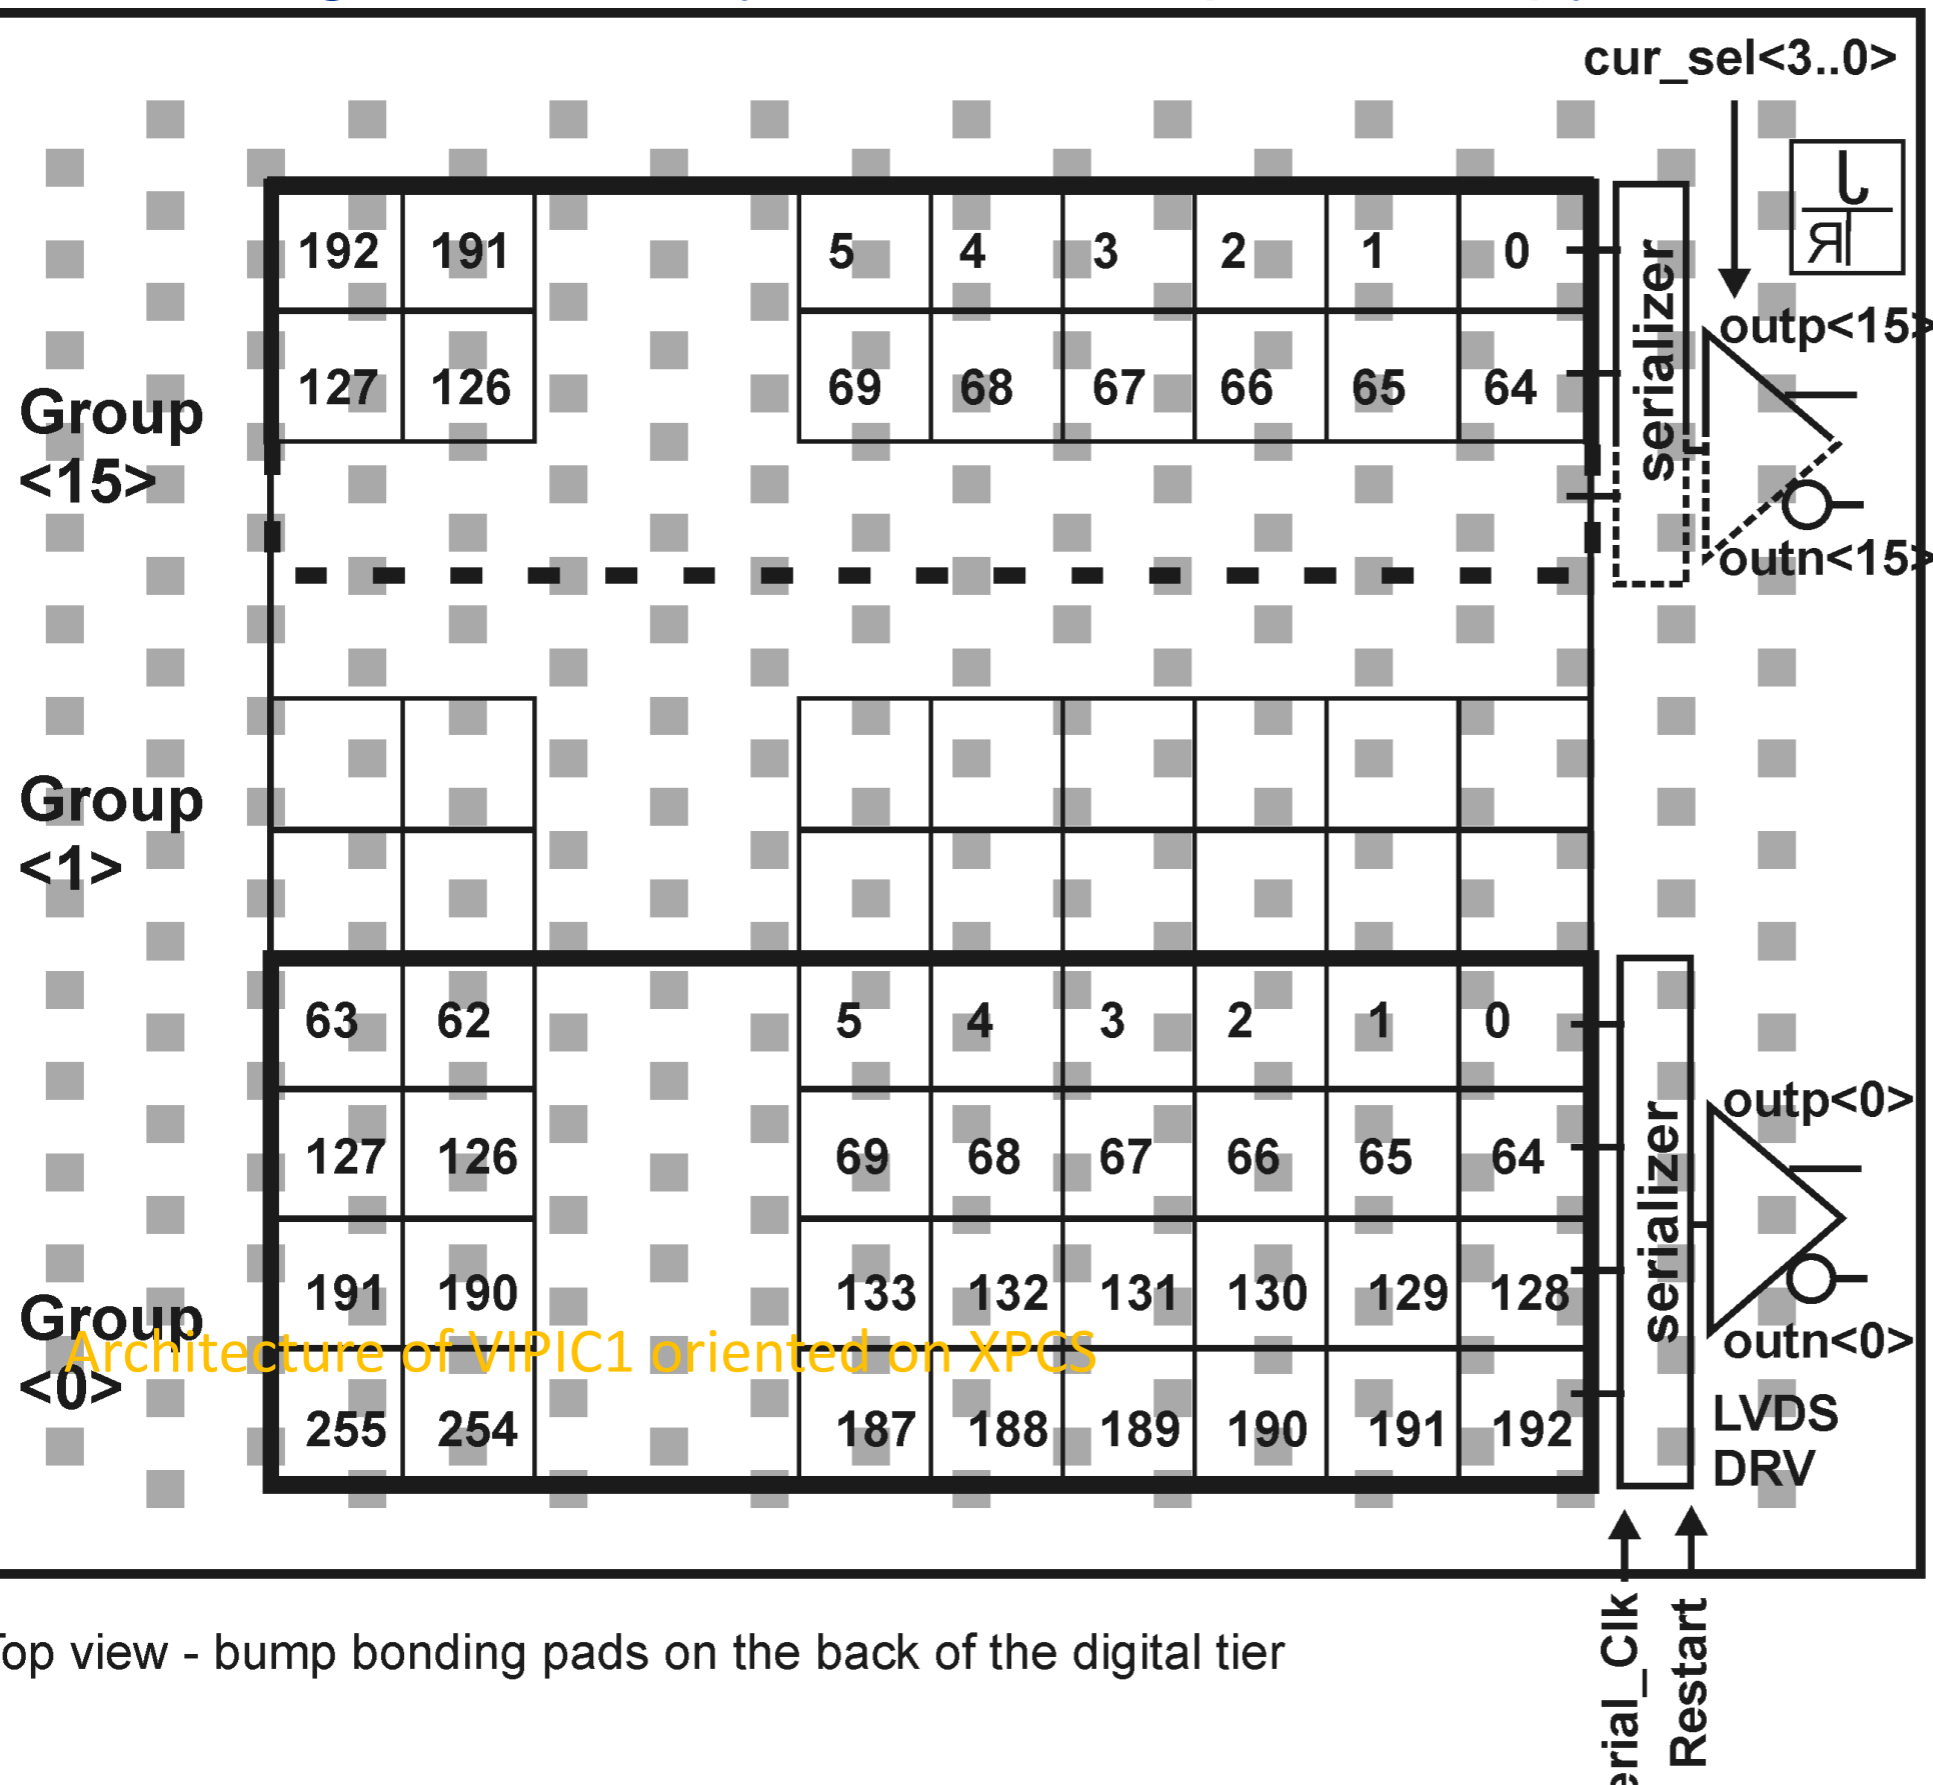 cur_sel<3..0>
192 191 5 4 3 2 1 0
serializer
outp<15>
127 126 69 68 67 66 65 64
Group
<15>
outn<15>
Group
<1>
63 62 5 4 3 2 1 0
outp<0>
127 126 69 68 67 66 65 64
serializer
191 190 133 132 131 130 129 128
Group
<0>
outn<0>
Architecture of VIPIC1 oriented on XPCS
255 254 187 188 189 190 191 192
LVDS
DRV
view - bump bonding pads on the back of the digital tier
Restart